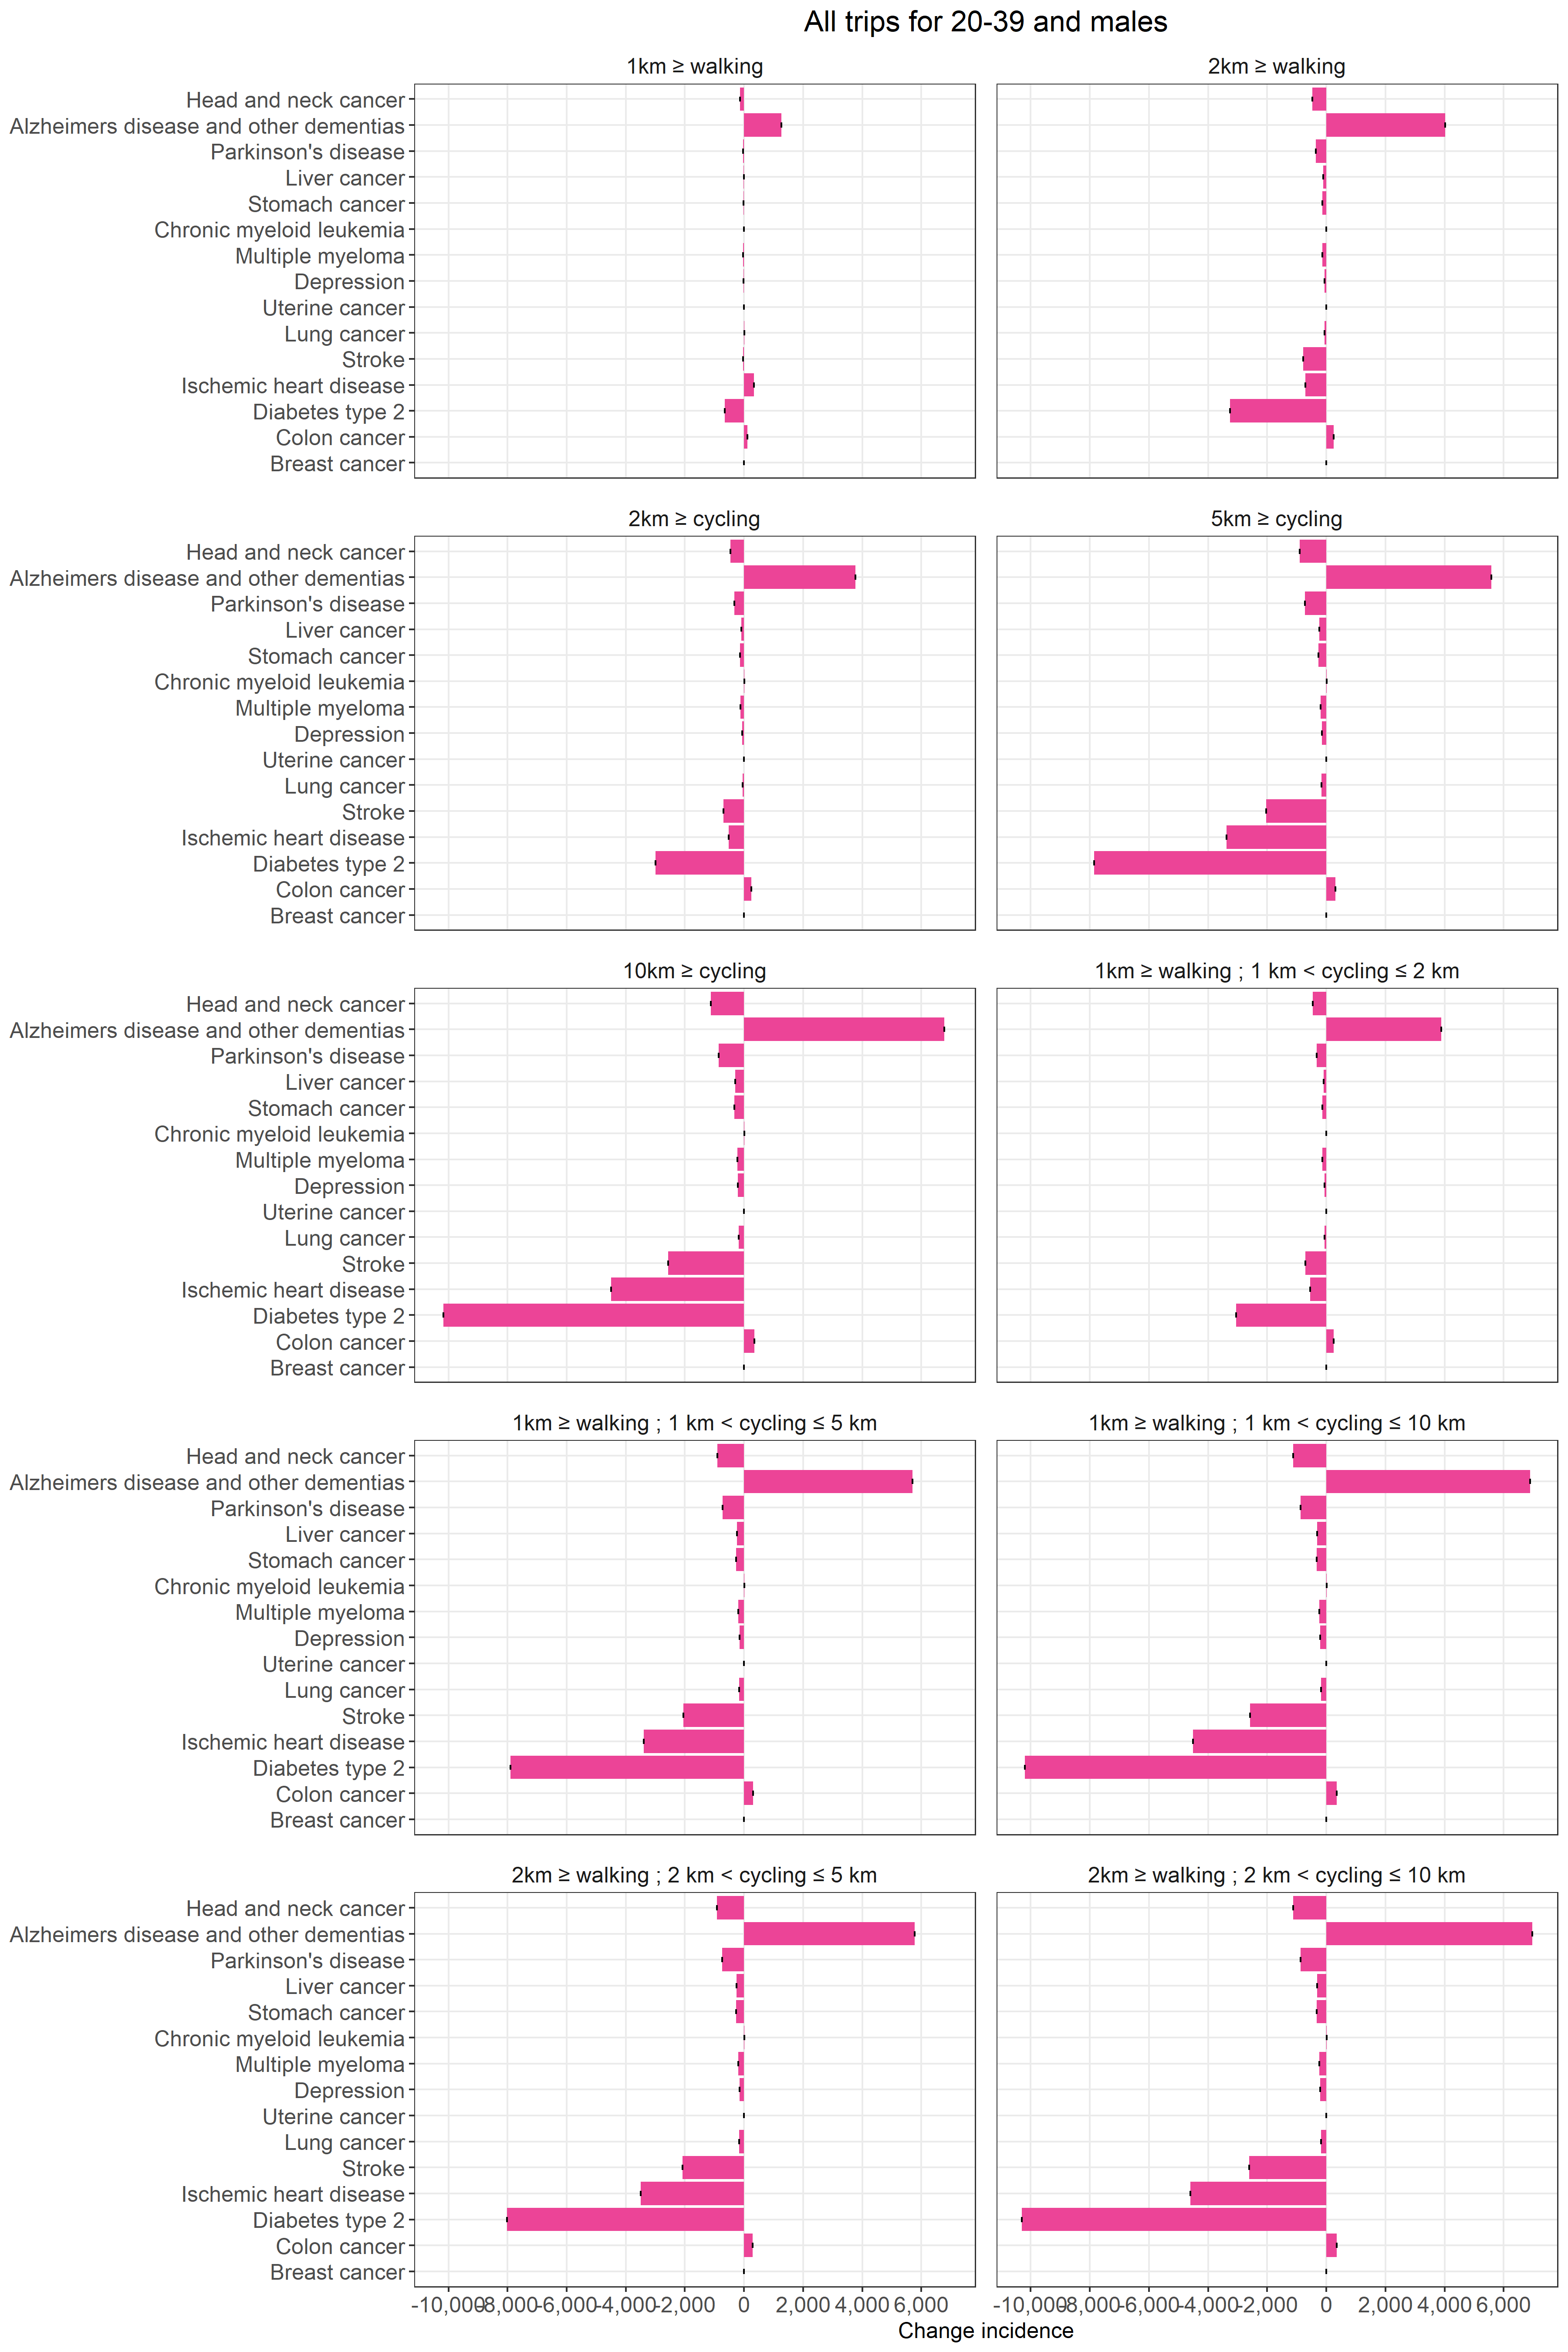 All trips for 20-39 and males
1km ≥ walking
2km ≥ walking
Head and neck cancer
Alzheimers disease and other dementias
Parkinson's disease
Liver cancer
Stomach cancer
Chronic myeloid leukemia
Multiple myeloma
Depression
Uterine cancer
Lung cancer
Stroke
Ischemic heart disease
Diabetes type 2
Colon cancer
Breast cancer
2km ≥ cycling
5km ≥ cycling
Head and neck cancer
Alzheimers disease and other dementias
Parkinson's disease
Liver cancer
Stomach cancer
Chronic myeloid leukemia
Multiple myeloma
Depression
Uterine cancer
Lung cancer
Stroke
Ischemic heart disease
Diabetes type 2
Colon cancer
Breast cancer
10km ≥ cycling
1km ≥ walking ; 1 km < cycling ≤ 2 km
Head and neck cancer
Alzheimers disease and other dementias
Parkinson's disease
Liver cancer
Stomach cancer
Chronic myeloid leukemia
Multiple myeloma
Depression
Uterine cancer
Lung cancer
Stroke
Ischemic heart disease
Diabetes type 2
Colon cancer
Breast cancer
1km ≥ walking ; 1 km < cycling ≤ 5 km
1km ≥ walking ; 1 km < cycling ≤ 10 km
Head and neck cancer
Alzheimers disease and other dementias
Parkinson's disease
Liver cancer
Stomach cancer
Chronic myeloid leukemia
Multiple myeloma
Depression
Uterine cancer
Lung cancer
Stroke
Ischemic heart disease
Diabetes type 2
Colon cancer
Breast cancer
2km ≥ walking ; 2 km < cycling ≤ 5 km
2km ≥ walking ; 2 km < cycling ≤ 10 km
Head and neck cancer
Alzheimers disease and other dementias
Parkinson's disease
Liver cancer
Stomach cancer
Chronic myeloid leukemia
Multiple myeloma
Depression
Uterine cancer
Lung cancer
Stroke
Ischemic heart disease
Diabetes type 2
Colon cancer
Breast cancer
-10,000 -8,000 -6,000 -4,000 -2,000 0 2,000 4,000 6,000
-10,000 -8,000 -6,000 -4,000 -2,000 0 2,000 4,000 6,000
Change incidence